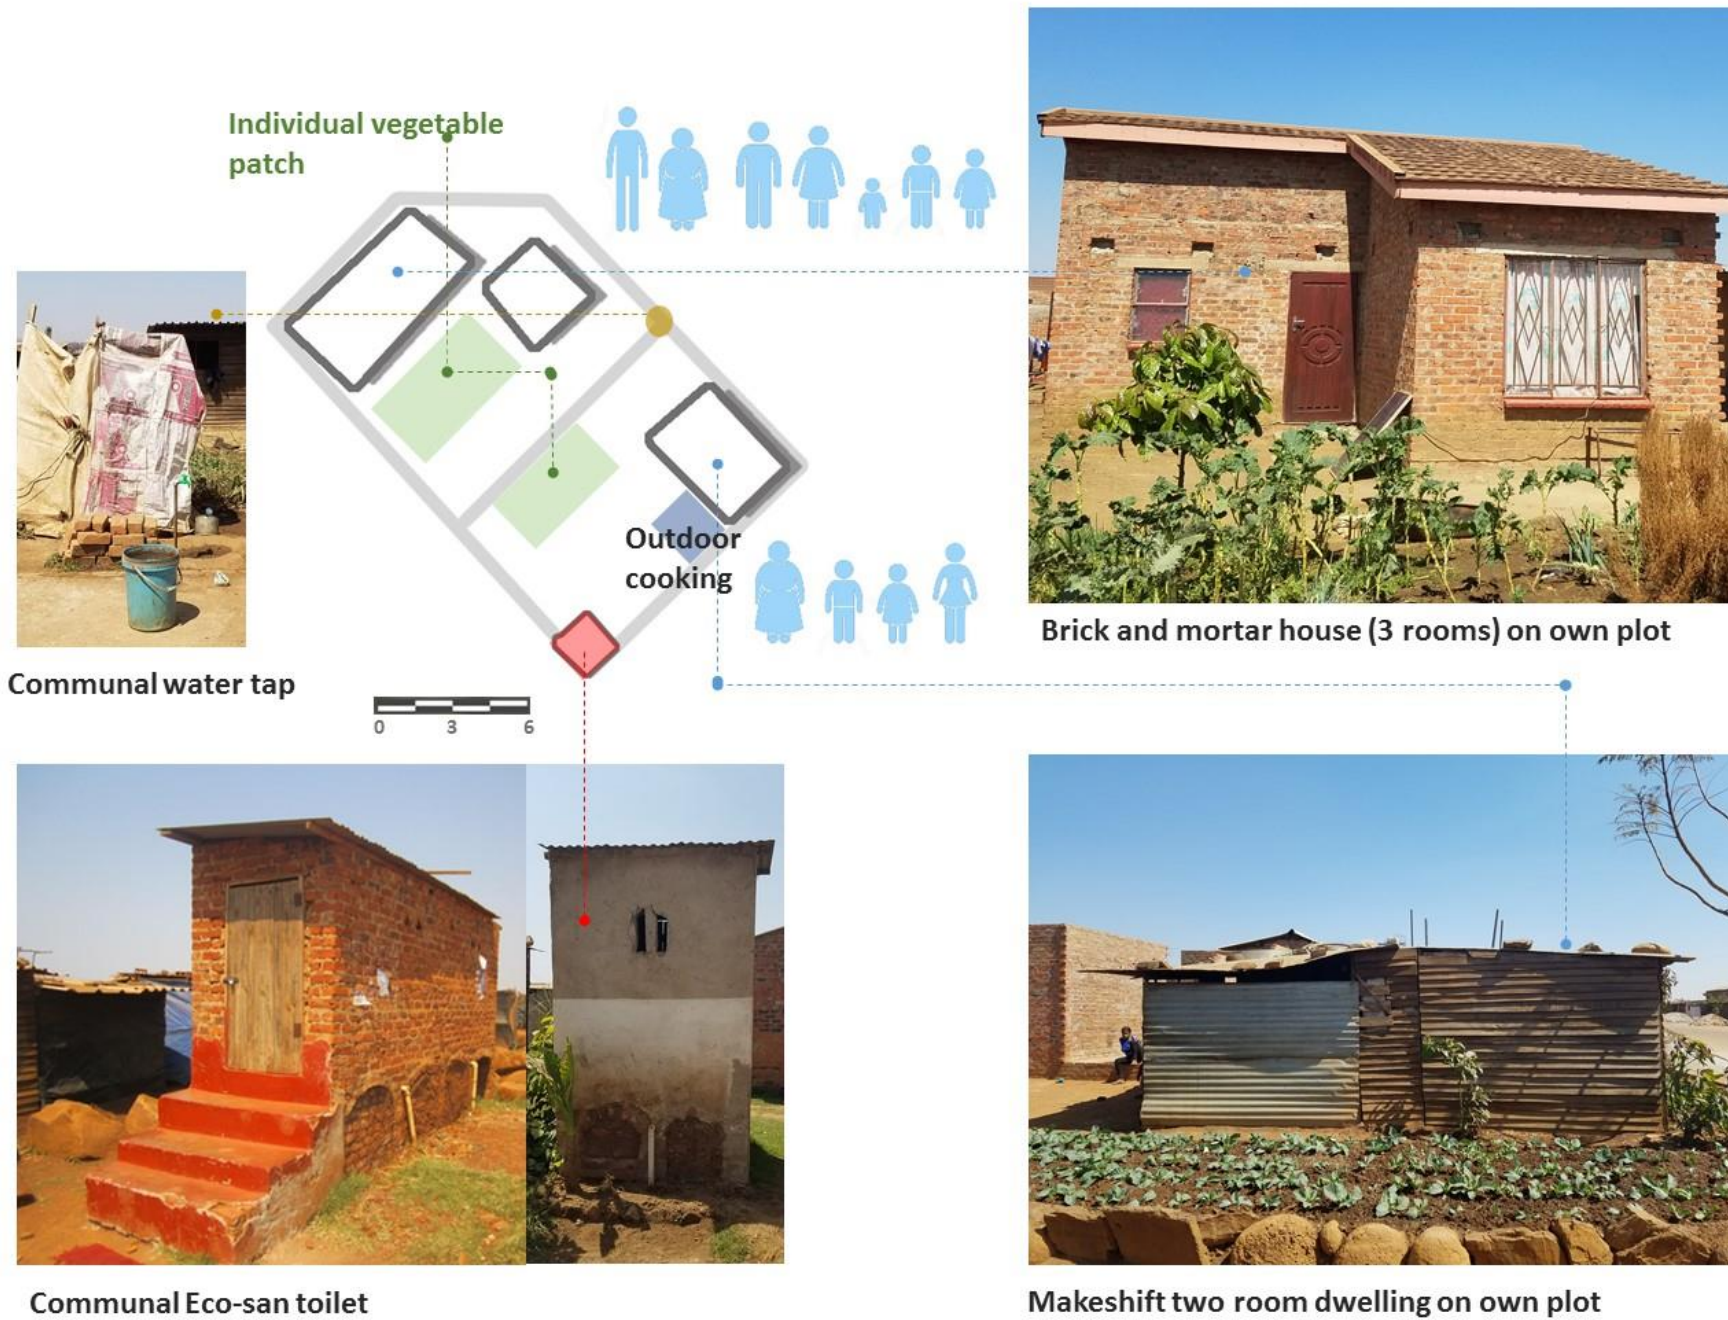 Individual vegetable
patch
Outdoor
cooking
Brick and mortar house (3 rooms) on own plot
Communal water tap
0 3 6
Communal Eco-san toilet
Makeshift two room dwelling on own plot